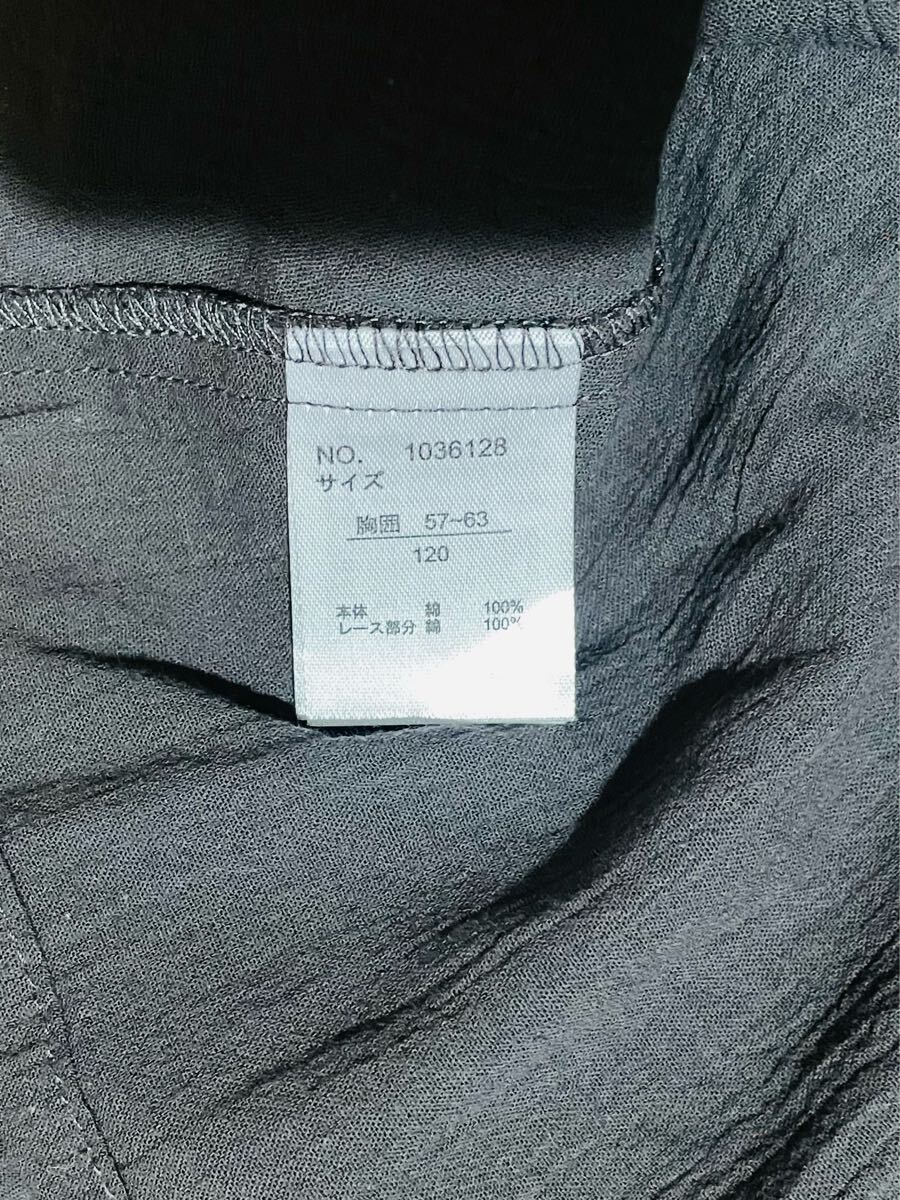 NO. 1036128
サイズ
胸囲 57~63
120
本体 綿 100%
レース部分 綿 100%